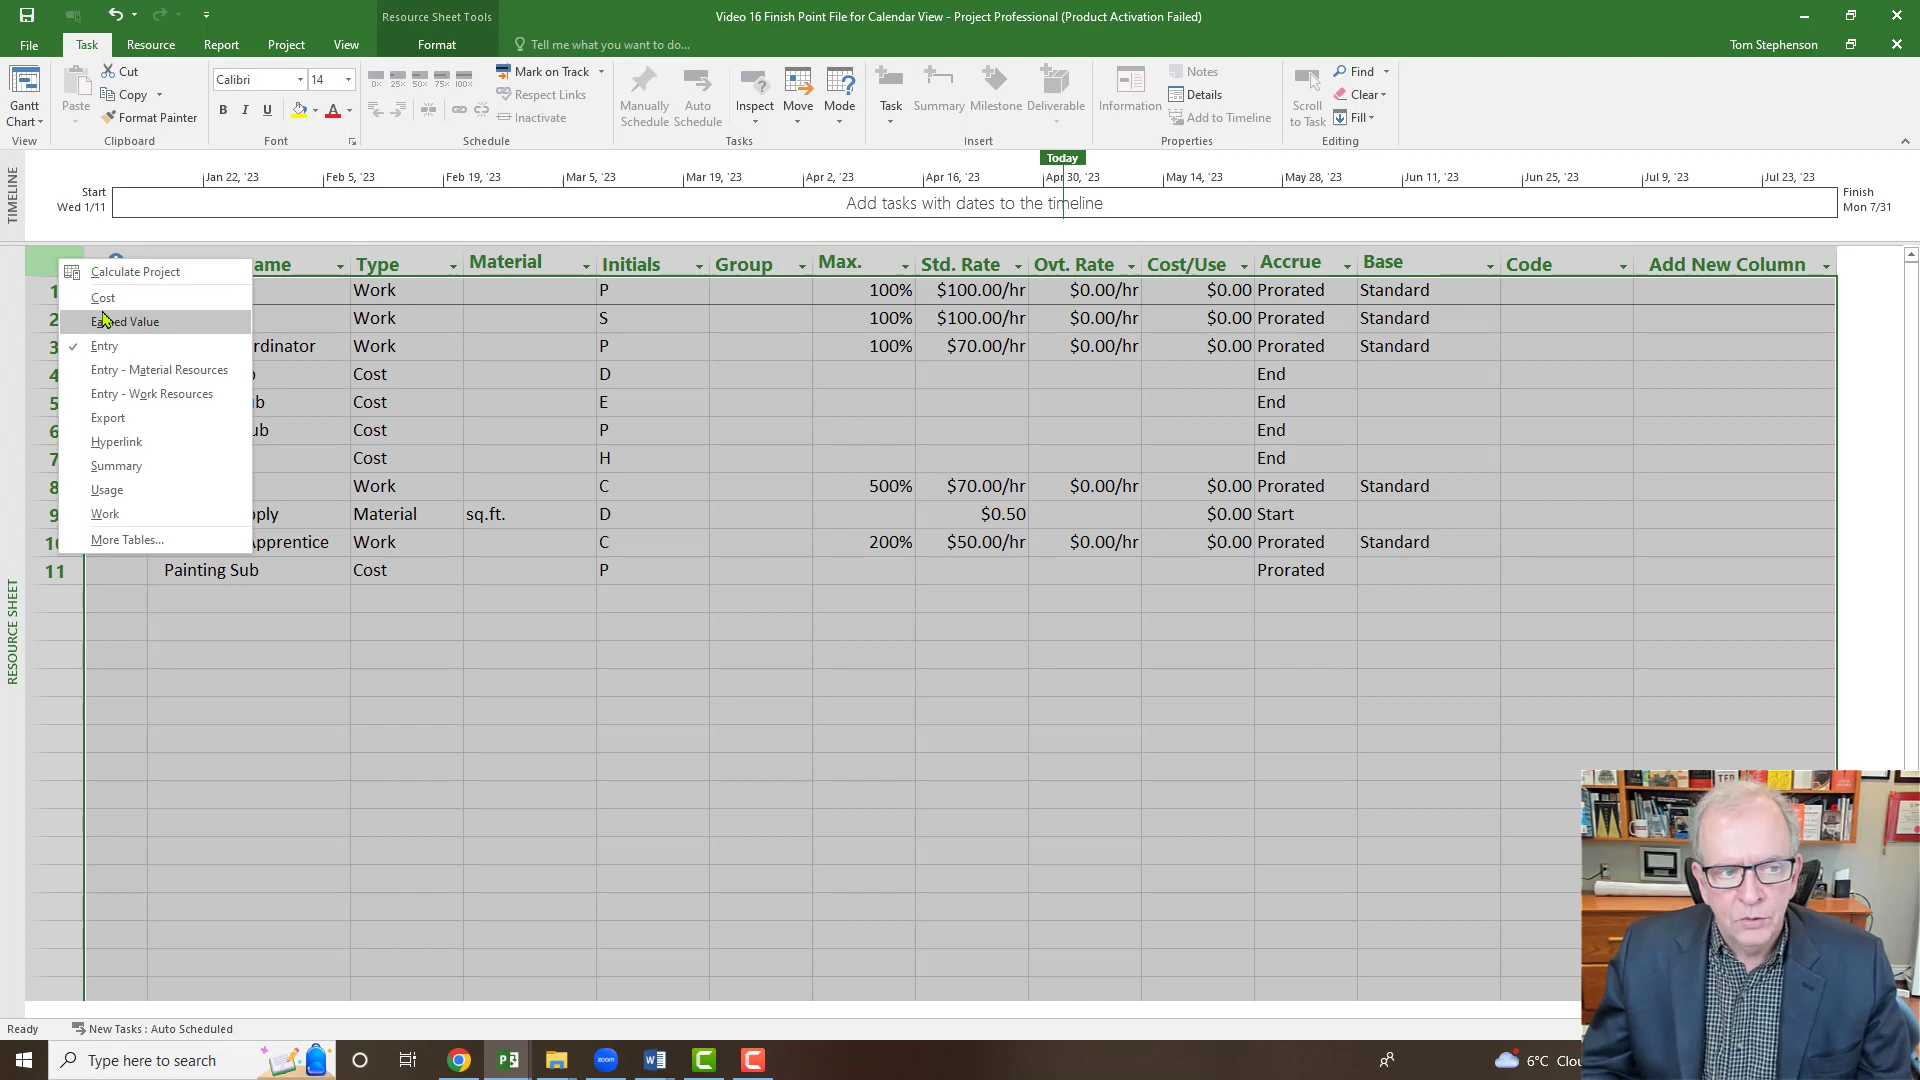 Resource Sheet Tools
Video 16 Finish Point File for Calendar View - Project Professional (Product Activation Failed)
File Task Resource Report Project View Format Tell me what you want to do... Tom Stephenson
Gantt Chart
View
Paste
Cut
Copy
Format Painter
Clipboard
Calibri 14
B I U A
Font
0% 25% 50% 75% 100%
Mark on Track
Respect Links
Inactivate
Schedule
Manually Schedule
Auto Schedule
Inspect
Move
Mode
Tasks
Task
Summary
Milestone
Deliverable
Insert
Information
Notes
Details
Add to Timeline
Properties
Scroll to Task
Find
Clear
Fill
Editing
Today
TIMELINE
Jan 22, '23 Feb 5, '23 Feb 19, '23 Mar 5, '23 Mar 19, '23 Apr 2, '23 Apr 16, '23 Apr 30, '23 May 14, '23 May 28, '23 Jun 11, '23 Jun 25, '23 Jul 9, '23 Jul 23, '23
Start
Wed 1/11
Add tasks with dates to the timeline
Finish
Mon 7/31
ame Type Material Initials Group Max. Std. Rate Ovt. Rate Cost/Use Accrue Base Code Add New Column
1 Work P 100% $100.00/hr $0.00/hr $0.00 Prorated Standard
2 Work S 100% $100.00/hr $0.00/hr $0.00 Prorated Standard
3 rdinator Work P 100% $70.00/hr $0.00/hr $0.00 Prorated Standard
4 Cost D End
5 ub Cost E End
6 ub Cost P End
7 Cost H End
8 Work C 500% $70.00/hr $0.00/hr $0.00 Prorated Standard
9 pply Material sq.ft. D $0.50 $0.00 Start
10 Apprentice Work C 200% $50.00/hr $0.00/hr $0.00 Prorated Standard
11 Painting Sub Cost P Prorated
Calculate Project
Cost
Earned Value
Entry
Entry - Material Resources
Entry - Work Resources
Export
Hyperlink
Summary
Usage
Work
More Tables...
RESOURCE SHEET
Ready New Tasks : Auto Scheduled
Type here to search
6°C Clou